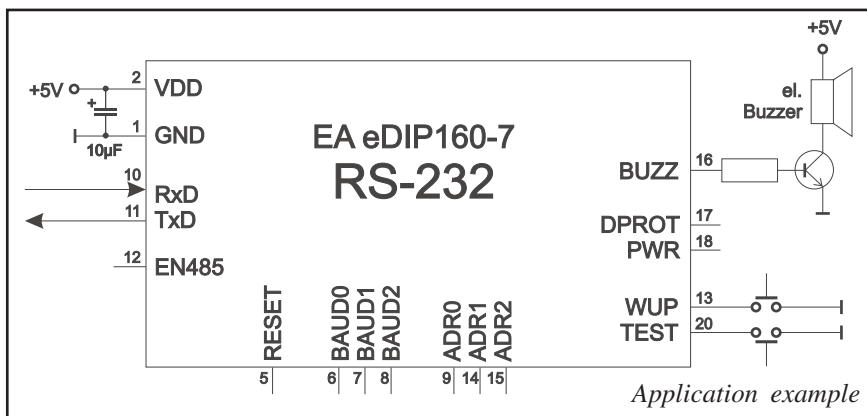 +5V
2 VDD
+5V
el.
Buzzer
+
1 GND
10µF
EA eDIP160-7
RS-232
10 RxD
11 TxD
BUZZ 16
DPROT 17
PWR 18
12 EN485
WUP 13
TEST 20
RESET
BAUD0
BAUD1
BAUD2
ADR0
ADR1
ADR2
5 6 7 8 9 14 15
Application example